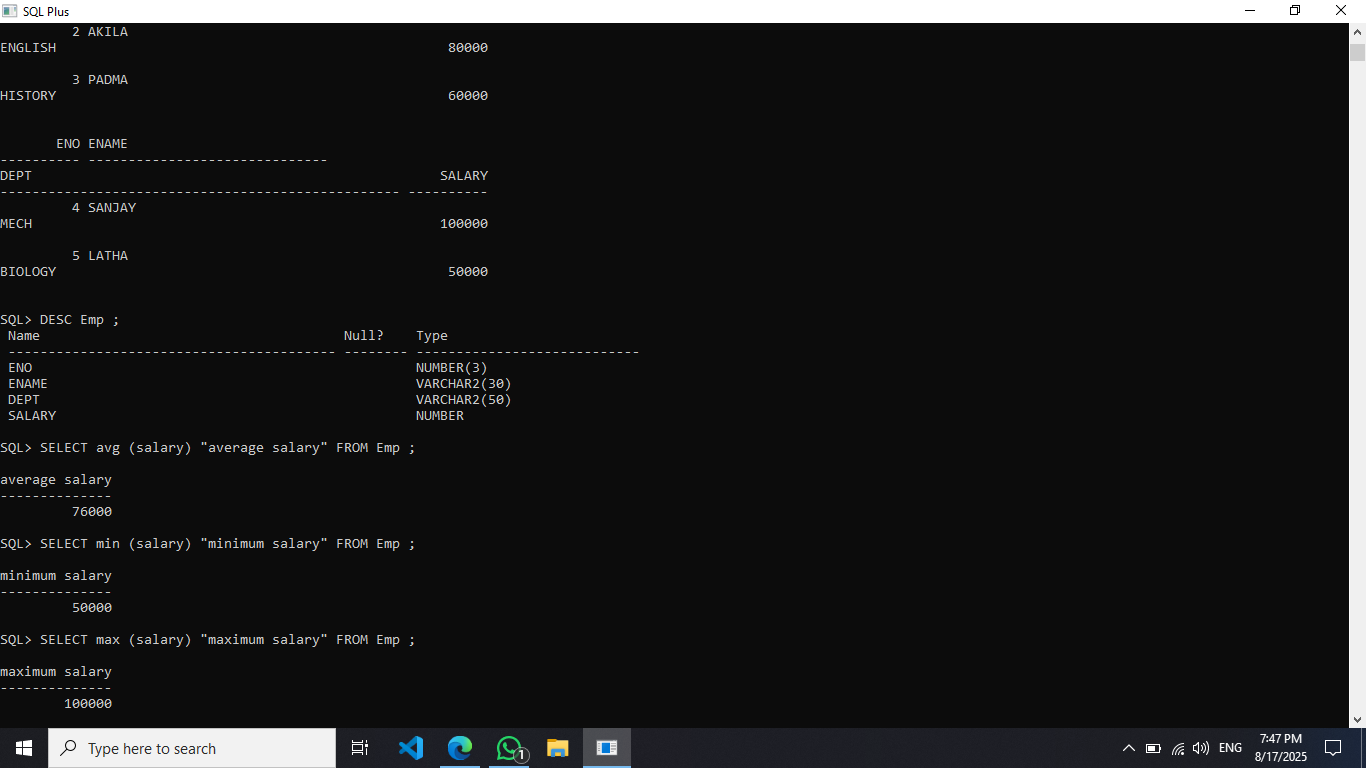 SQL Plus
2 AKILA
ENGLISH 80000
3 PADMA
HISTORY 60000
ENO ENAME
---------- ------------------------------
DEPT SALARY
-------------------------------------------------- ----------
4 SANJAY
MECH 100000
5 LATHA
BIOLOGY 50000
SQL> DESC Emp ;
Name Null? Type
----------------------------------------- -------- ----------------------------
ENO NUMBER(3)
ENAME VARCHAR2(30)
DEPT VARCHAR2(50)
SALARY NUMBER
SQL> SELECT avg (salary) "average salary" FROM Emp ;
average salary
--------------
76000
SQL> SELECT min (salary) "minimum salary" FROM Emp ;
minimum salary
--------------
50000
SQL> SELECT max (salary) "maximum salary" FROM Emp ;
maximum salary
--------------
100000
Type here to search
1
ENG
7:47 PM
8/17/2025